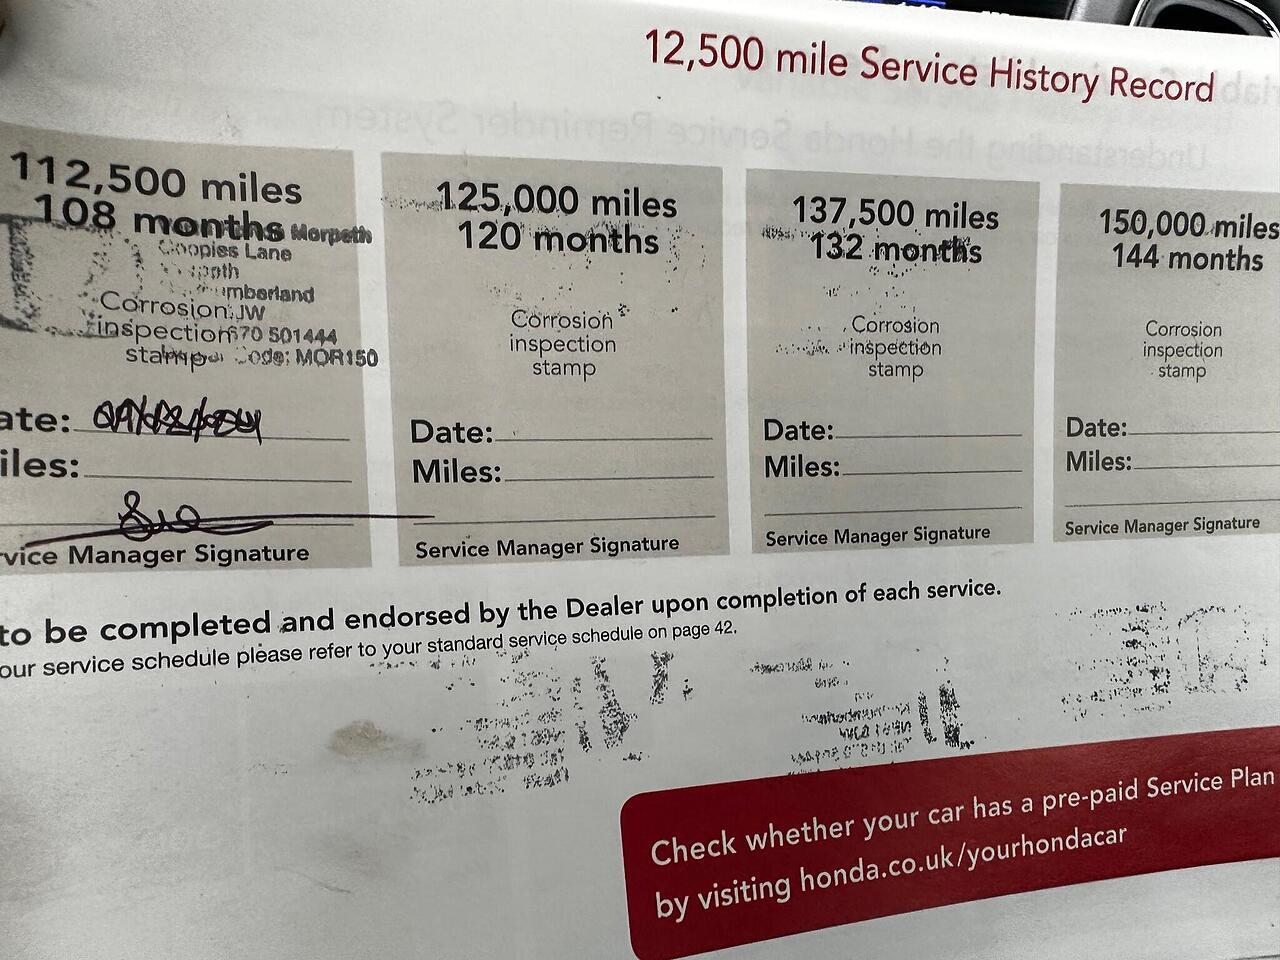 12,500 mile Service History Record
112,500 miles
108 months
Morpeth
Coopies Lane
mberland
JW
670 501444
Code: MOR150
Corrosion
inspection
stamp
ate:
iles:
rvice Manager Signature
125,000 miles
120 months
Corrosion
inspection
stamp
Date:
Miles:
Service Manager Signature
137,500 miles
132 months
Corrosion
inspection
stamp
Date:
Miles:
Service Manager Signature
150,000 miles
144 months
Corrosion
inspection
stamp
Date:
Miles:
Service Manager Signature
to be completed and endorsed by the Dealer upon completion of each service.
our service schedule please refer to your standard service schedule on page 42.
Check whether your car has a pre-paid Service Plan
by visiting honda.co.uk/yourhondacar